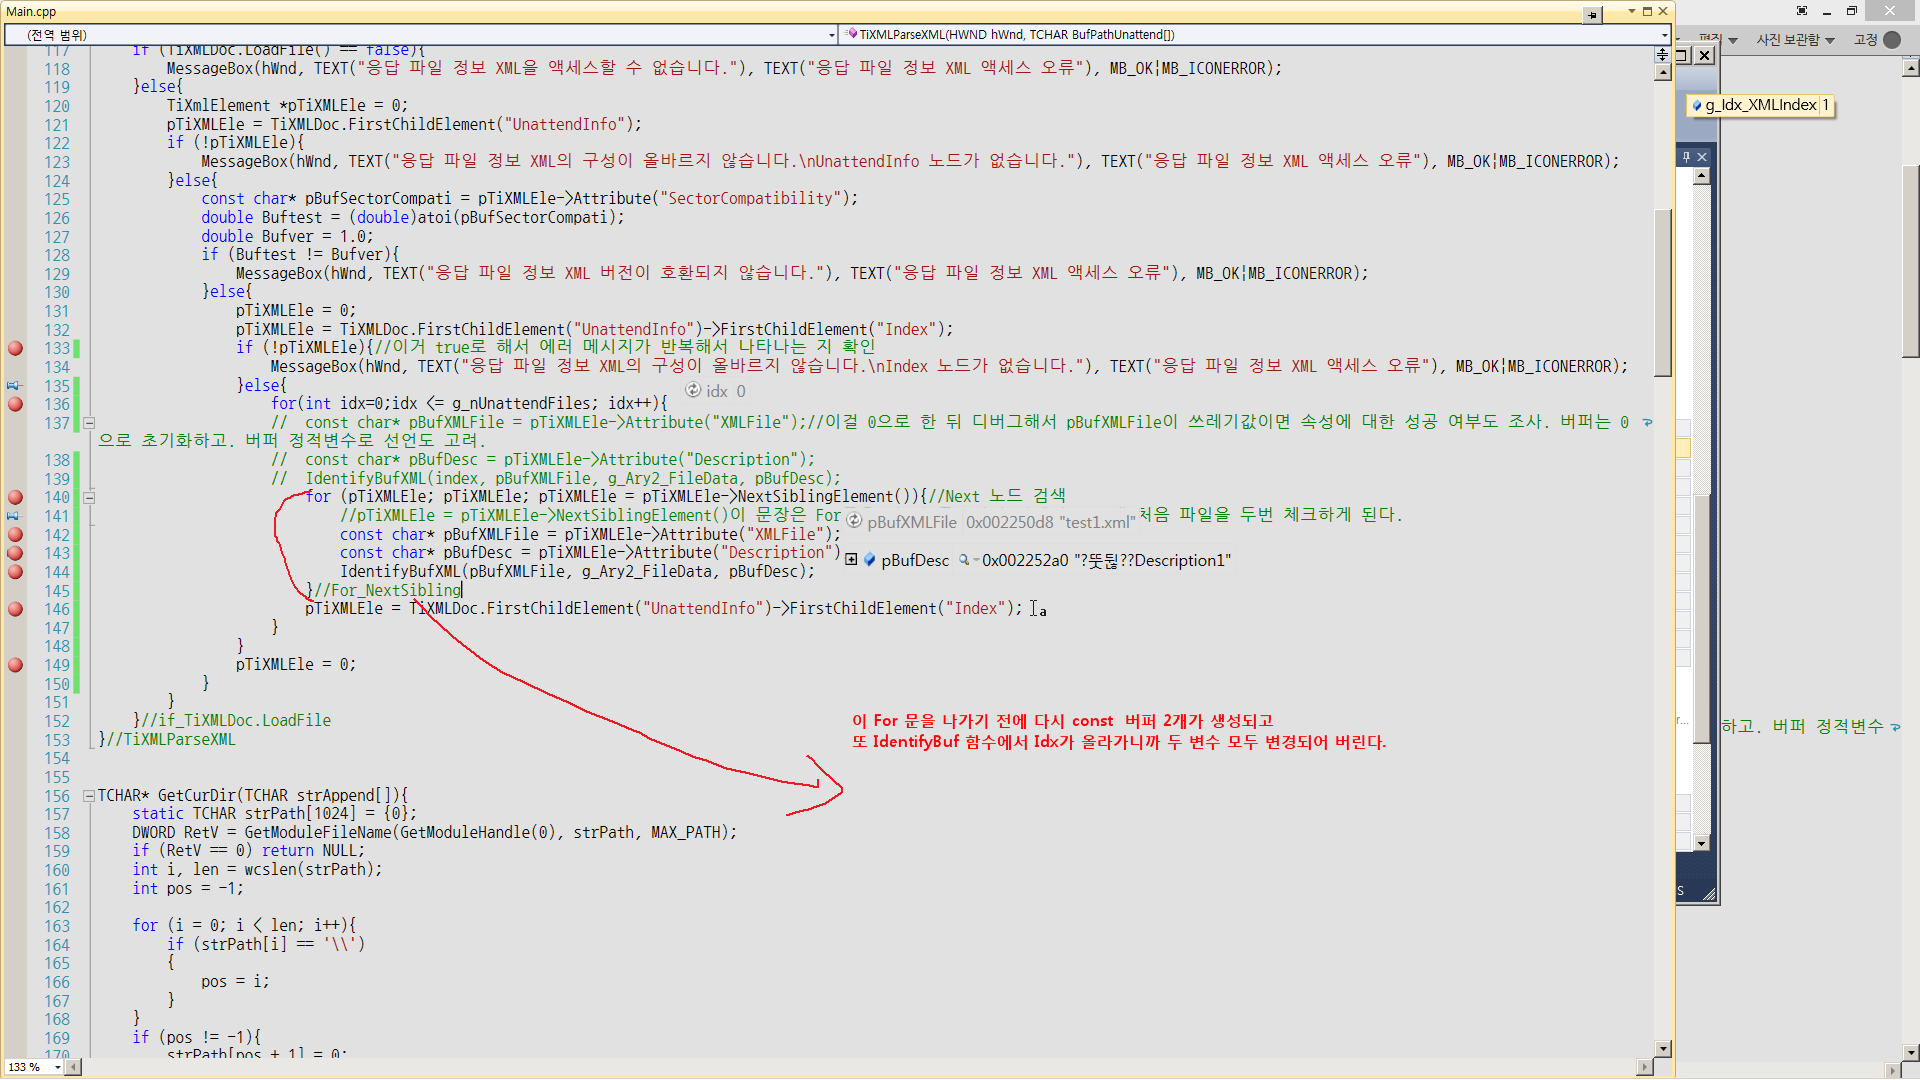 Main.cpp
(전역 범위)
TiXMLParseXML(HWND hWnd, TCHAR BufPathUnattend[])
편집
사진 보관함
고정
117 if (TiXMLDoc.LoadFile() == false){
118 MessageBox(hWnd, TEXT("응답 파일 정보 XML을 액세스할 수 없습니다."), TEXT("응답 파일 정보 XML 액세스 오류"), MB_OK|MB_ICONERROR);
119 }else{
120 TiXmlElement *pTiXMLEle = 0;
g_Idx_XMLIndex 1
121 pTiXMLEle = TiXMLDoc.FirstChildElement("UnattendInfo");
122 if (!pTiXMLEle){
123 MessageBox(hWnd, TEXT("응답 파일 정보 XML의 구성이 올바르지 않습니다.\nUnattendInfo 노드가 없습니다."), TEXT("응답 파일 정보 XML 액세스 오류"), MB_OK|MB_ICONERROR);
124 }else{
125 const char* pBufSectorCompati = pTiXMLEle->Attribute("SectorCompatibility");
126 double Buftest = (double)atoi(pBufSectorCompati);
127 double Bufver = 1.0;
128 if (Buftest != Bufver){
129 MessageBox(hWnd, TEXT("응답 파일 정보 XML 버전이 호환되지 않습니다."), TEXT("응답 파일 정보 XML 액세스 오류"), MB_OK|MB_ICONERROR);
130 }else{
131 pTiXMLEle = 0;
132 pTiXMLEle = TiXMLDoc.FirstChildElement("UnattendInfo")->FirstChildElement("Index");
133 if (!pTiXMLEle){//이거 true로 해서 에러 메시지가 반복해서 나타나는 지 확인
134 MessageBox(hWnd, TEXT("응답 파일 정보 XML의 구성이 올바르지 않습니다.\nIndex 노드가 없습니다."), TEXT("응답 파일 정보 XML 액세스 오류"), MB_OK|MB_ICONERROR);
135 }else{
idx 0
136 for(int idx=0;idx <= g_nUnattendFiles; idx++){
137 // const char* pBufXMLFile = pTiXMLEle->Attribute("XMLFile");//이걸 0으로 한 뒤 디버그해서 pBufXMLFile이 쓰레기값이면 속성에 대한 성공 여부도 조사. 버퍼는 0
으로 초기화하고. 버퍼 정적변수로 선언도 고려.
138 // const char* pBufDesc = pTiXMLEle->Attribute("Description");
139 // IdentifyBufXML(index, pBufXMLFile, g_Ary2_FileData, pBufDesc);
140 for (pTiXMLEle; pTiXMLEle; pTiXMLEle = pTiXMLEle->NextSiblingElement()){//Next 노드 검색
141 //pTiXMLEle = pTiXMLEle->NextSiblingElement()이 문장은 For 처음 파일을 두번 체크하게 된다.
pBufXMLFile 0x002250d8 "test1.xml"
142 const char* pBufXMLFile = pTiXMLEle->Attribute("XMLFile");
143 const char* pBufDesc = pTiXMLEle->Attribute("Description")
pBufDesc 0x002252a0 "?뚯뒪??Description1"
144 IdentifyBufXML(pBufXMLFile, g_Ary2_FileData, pBufDesc);
145 }//For_NextSibling
146 pTiXMLEle = TiXMLDoc.FirstChildElement("UnattendInfo")->FirstChildElement("Index");
a
147 }
148 }
149 pTiXMLEle = 0;
150 }
151 }
152 }//if_TiXMLDoc.LoadFile
153 }//TiXMLParseXML
이 For 문을 나가기 전에 다시 const 버퍼 2개가 생성되고
또 IdentifyBuf 함수에서 Idx가 올라가니까 두 변수 모두 변경되어 버린다.
r...
하고. 버퍼 정적변수
154
155
156 TCHAR* GetCurDir(TCHAR strAppend[]){
157 static TCHAR strPath[1024] = {0};
158 DWORD RetV = GetModuleFileName(GetModuleHandle(0), strPath, MAX_PATH);
159 if (RetV == 0) return NULL;
160 int i, len = wcslen(strPath);
161 int pos = -1;
162
163 for (i = 0; i < len; i++){
164 if (strPath[i] == '\\')
165 {
166 pos = i;
167 }
168 }
169 if (pos != -1){
170 strPath[pos + 1] = 0;
S
133 %